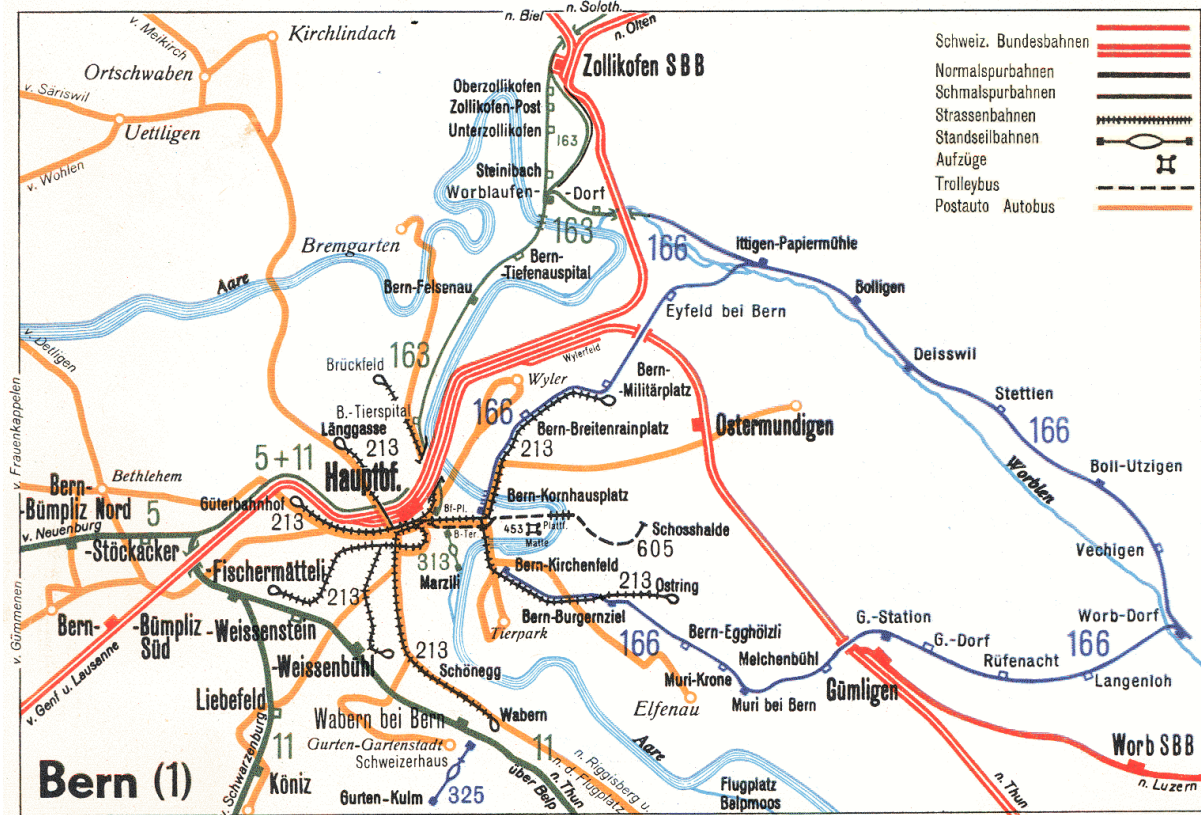 n. Biel
n. Soloth.
n. Olten
v. Meikirch
Kirchlindach
Ortschwaben
v. Säriswil
Uettligen
v. Wohlen
Zollikofen SBB
Oberzollikofen
Zollikofen-Post
Unterzollikofen
163
Steinibach
Worblaufen-
-Dorf
163
166
Schweiz. Bundesbahnen
Normalspurbahnen
Schmalspurbahnen
Strassenbahnen
Standseilbahnen
Aufzüge
Trolleybus
Postauto Autobus
Bremgarten
Aare
Bern-
-Tiefenauspital
Bern-Felsenau
Ittigen-Papiermühle
Bolligen
Eyfeld bei Bern
Deisswil
Stettlen
166
Worblen
Boll-Utzigen
Vechigen
Worb-Dorf
v. Detligen
v. Frauenkappelen
Brückfeld
163
B.-Tierspital
Länggasse
213
Wylerfeld
Wyler
166
Bern-
-Militärplatz
Bern-Breitenrainplatz
213
Ostermundigen
Bethlehem
5+11
Hauptbf.
Bern-
-Bümpliz Nord
v. Neuenburg
5
Güterbahnhof
213
-Stöckacker
Bern-Kornhausplatz
Bf-Pl.
B-Ter.
453
Plattf.
Matte
Schosshalde
605
313
Marzili
-Fischermätteli
213
Bern-Kirchenfeld
213
Ostring
Bern-Burgernziel
Tierpark
166
Bern-Egghölzli
Melchenbühl
Muri-Krone
Muri bei Bern
G.-Station
G.-Dorf
Rüfenacht
166
Langenloh
Gümligen
Worb SBB
n. Luzern
n. Thun
v. Gümmenen
Bern-
-Bümpliz
Süd
v. Genf u. Lausenne
-Weissenstein
-Weissenbühl
213
Schönegg
Elfenau
Liebefeld
11
v. Schwarzenburg
Köniz
Wabern bei Bern
Wabern
Gurten-Gartenstadt
Schweizerhaus
Gurten-Kulm
325
11
über Belp
n. Thun
n. Riggisberg u.
n. d. Flugplatz
Aare
Flugplatz
Belpmoos
Bern (1)